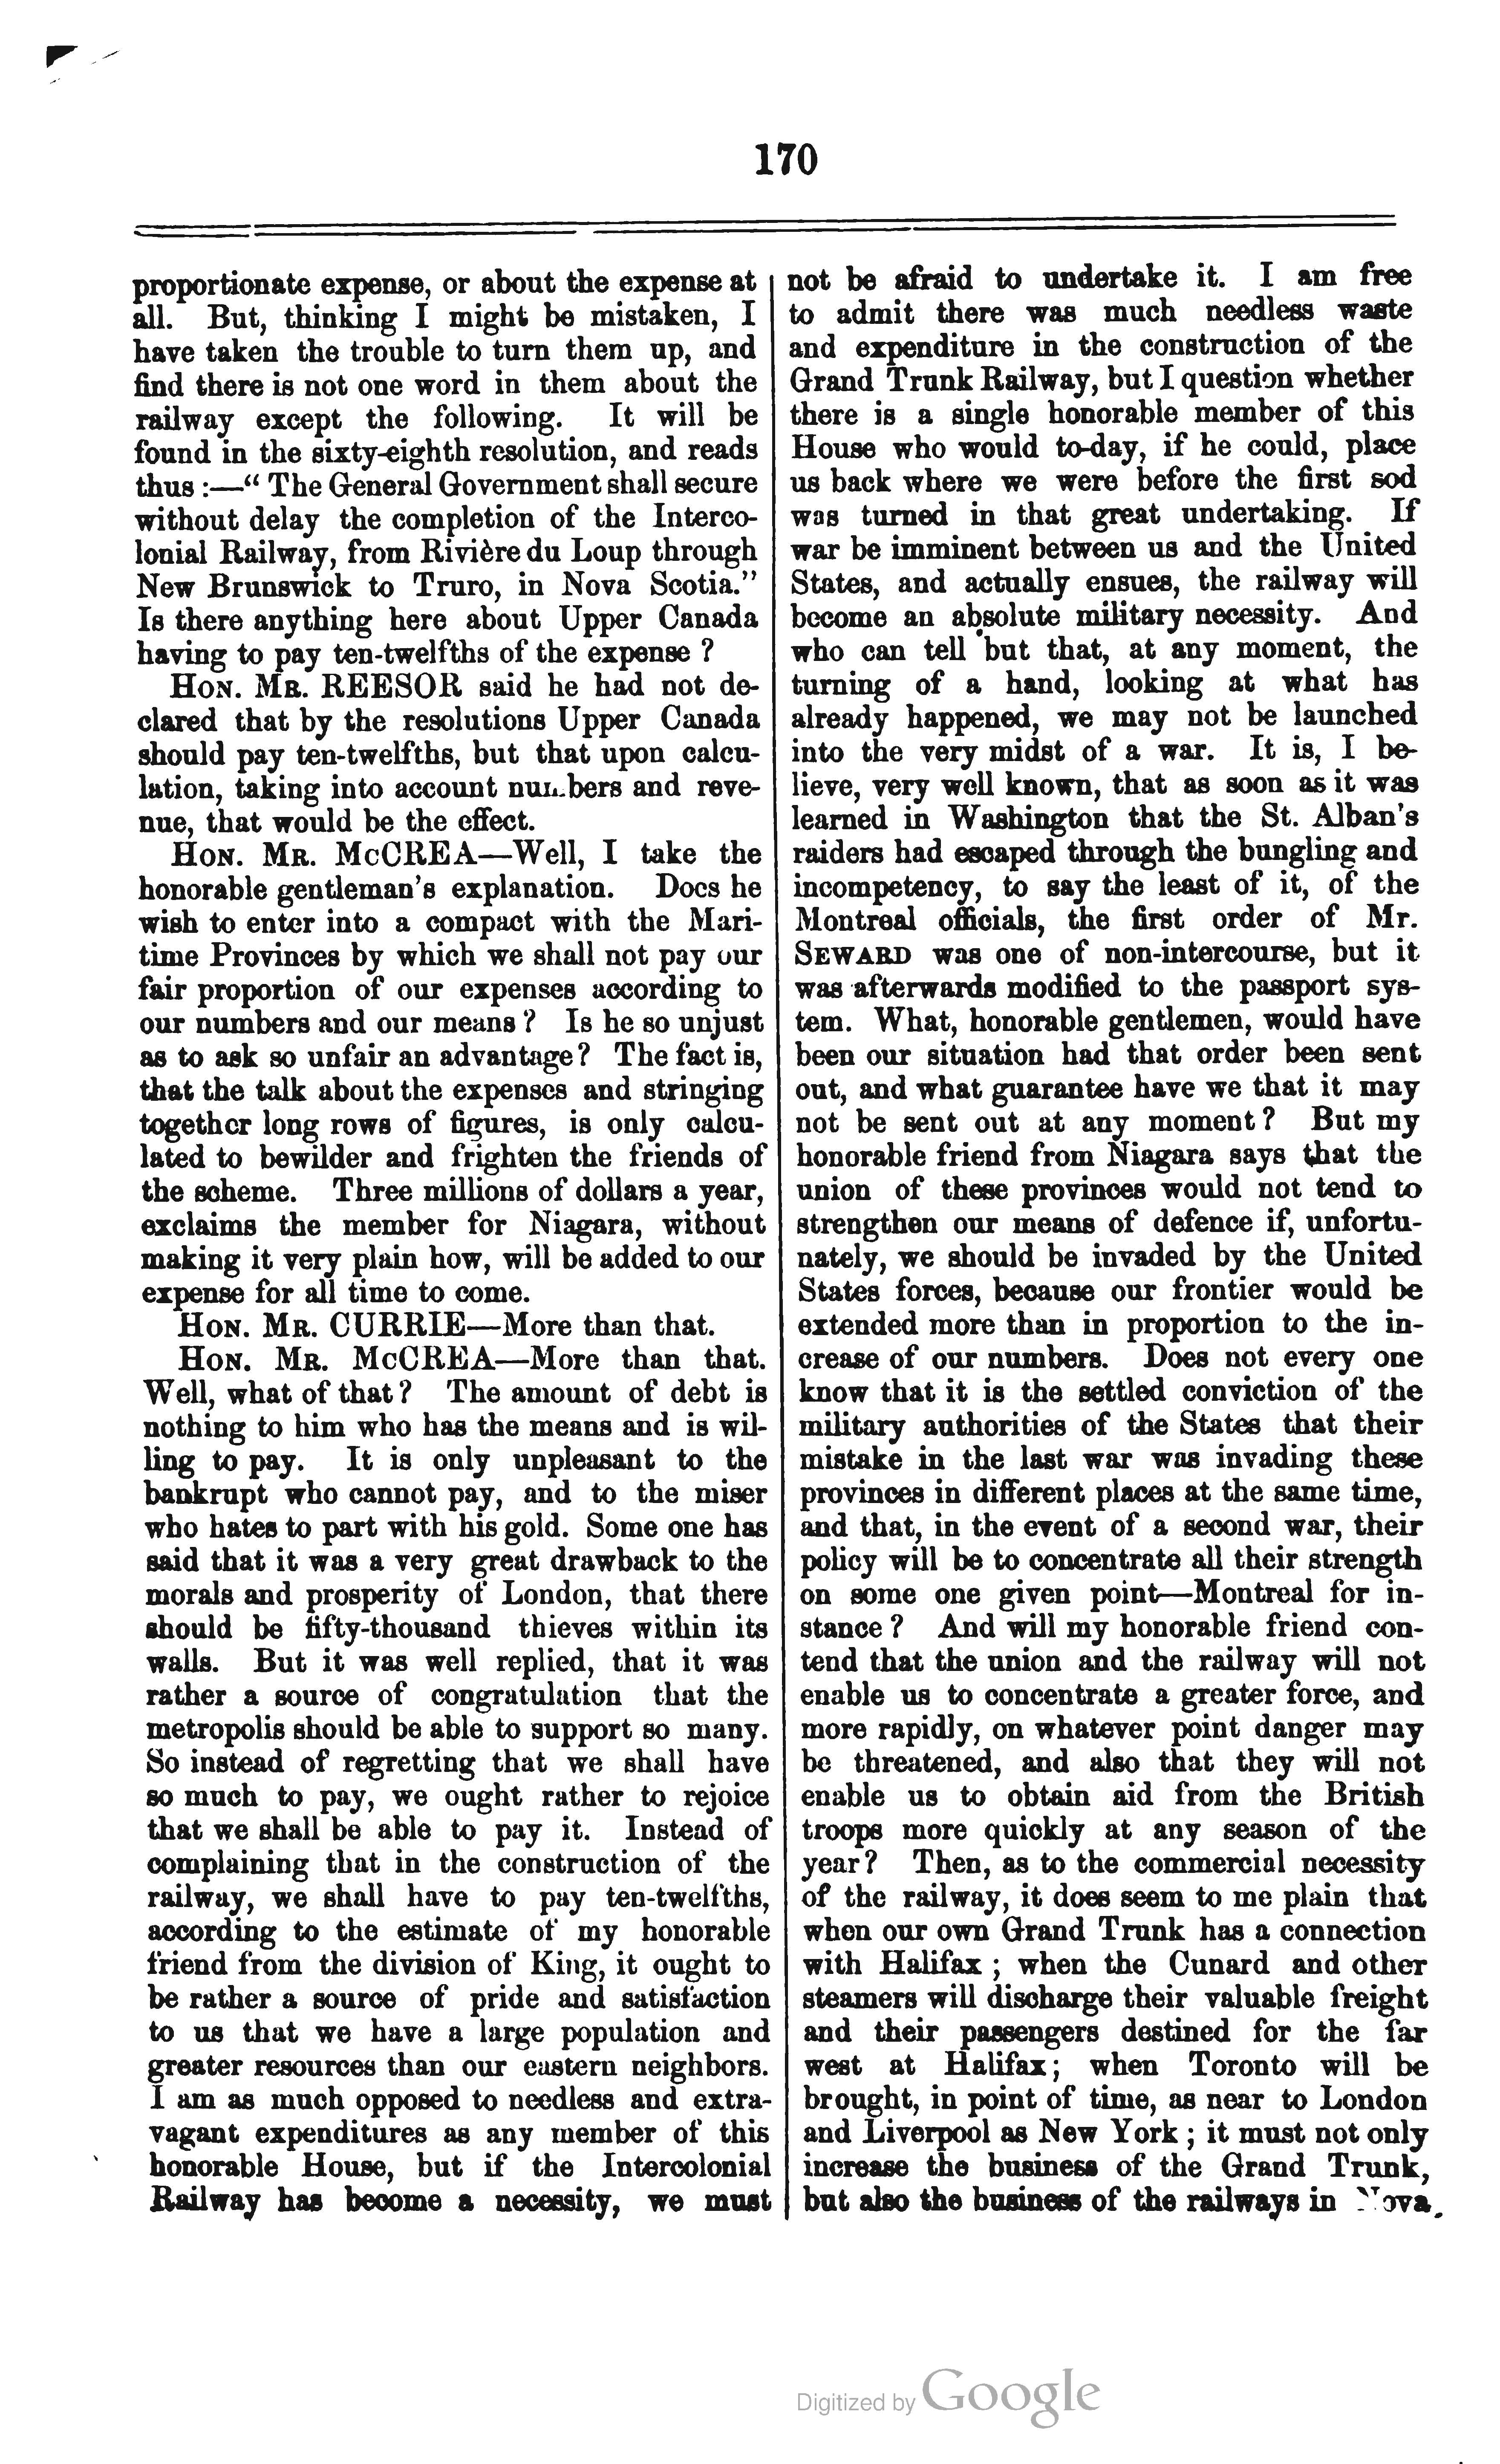 170
proportionate expense, or about the expense at
all. But, thinking I might be mistaken, I
have taken the trouble to turn them up, and
find there is not one word in them about the
railway except the following. It will be
found in the sixty-eighth resolution, and reads
thus :—“ The General Government shall secure
without delay the completion of the Interco-
lonial Railway, from Rivière du Loup through
New Brunswick to Truro, in Nova Scotia.”
Is there anything here about Upper Canada
having to pay ten-twelfths of the expense ?
HON. MR. REESOR said he had not de-
clared that by the resolutions Upper Canada
should pay ten-twelfths, but that upon calcu-
lation, taking into account numbers and reve-
nue, that would be the effect.
HON. MR. McCREA—Well, I take the
honorable gentleman's explanation. Does he
wish to enter into a compact with the Mari-
time Provinces by which we shall not pay our
fair proportion of our expenses according to
our numbers and our means ? Is he so unjust
as to ask so unfair an advantage ? The fact is,
that the talk about the expenses and stringing
together long rows of figures, is only calcu-
lated to bewilder and frighten the friends of
the scheme. Three millions of dollars a year,
exclaims the member for Niagara, without
making it very plain how, will be added to our
expense for all time to come.
HON. MR. CURRIE—More than that.
HON. MR. McCREA—More than that.
Well, what of that ? The amount of debt is
nothing to him who has the means and is wil-
ling to pay. It is only unpleasant to the
bankrupt who cannot pay, and to the miser
who hates to part with his gold. Some one has
said that it was a very great drawback to the
morals and prosperity of London, that there
should be fifty-thousand thieves within its
walls. But it was well replied, that it was
rather a source of congratulation that the
metropolis should be able to support so many.
So instead of regretting that we shall have
so much to pay, we ought rather to rejoice
that we shall be able to pay it. Instead of
complaining that in the construction of the
railway, we shall have to pay ten-twelfths,
according to the estimate of my honorable
friend from the division of King, it ought to
be rather a source of pride and satisfaction
to us that we have a large population and
greater resources than our eastern neighbors.
I am as much opposed to needless and extra-
vagant expenditures as any member of this
honorable House, but if the Intercolonial
Railway has become a necessity, we must
not be afraid to undertake it. I am free
to admit there was much needless waste
and expenditure in the construction of the
Grand Trunk Railway, but I question whether
there is a single honorable member of this
House who would to-day, if he could, place
us back where we were before the first sod
was turned in that great undertaking. If
war be imminent between us and the United
States, and actually ensues, the railway will
become an absolute military necessity. And
who can tell but that, at any moment, the
turning of a hand, looking at what has
already happened, we may not be launched
into the very midst of a war. It is, I be-
lieve, very well known, that as soon as it was
learned in Washington that the St. Alban's
raiders had escaped through the bungling and
incompetency, to say the least of it, of the
Montreal officials, the first order of Mr.
SEWARD was one of non-intercourse, but it
was afterwards modified to the passport sys-
tem. What, honorable gentlemen, would have
been our situation had that order been sent
out, and what guarantee have we that it may
not be sent out at any moment ? But my
honorable friend from Niagara says that the
union of these provinces would not tend to
strengthen our means of defence if, unfortu-
nately, we should be invaded by the United
States forces, because our frontier would be
extended more than in proportion to the in-
crease of our numbers. Does not every one
know that it is the settled conviction of the
military authorities of the States that their
mistake in the last war was invading these
provinces in different places at the same time,
and that, in the event of a second war, their
policy will be to concentrate all their strength
on some one given point—Montreal for in-
stance ? And will my honorable friend con-
tend that the union and the railway will not
enable us to concentrate a greater force, and
more rapidly, on whatever point danger may
be threatened, and also that they will not
enable us to obtain aid from the British
troops more quickly at any season of the
year ? Then, as to the commercial necessity
of the railway, it does seem to me plain that
when our own Grand Trunk has a connection
with Halifax ; when the Cunard and other
steamers will discharge their valuable freight
and their passengers destined for the far
west at Halifax; when Toronto will be
brought, in point of time, as near to London
and Liverpool as New York ; it must not only
increase the business of the Grand Trunk,
but also the business of the railways in Nova
Digitized by Google